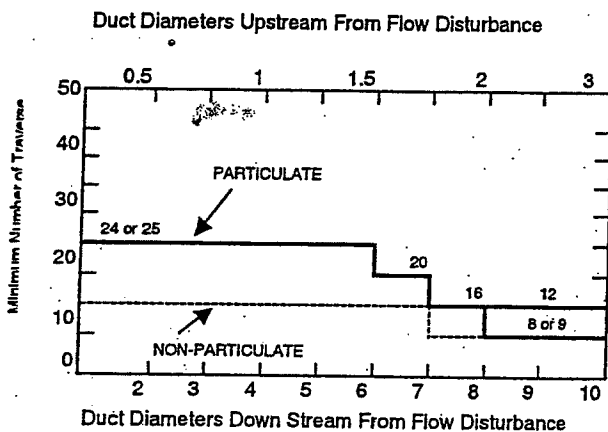 Duct Diameters Upstream From Flow Disturbance
0.5 1 1.5 2 3
50
40
30
20
10
0
Minimum Number of Traverse
PARTICULATE
24 or 25
20
16 12
8 or 9
NON-PARTICULATE
2 3 4 5 6 7 8 9 10
Duct Diameters Down Stream From Flow Disturbance